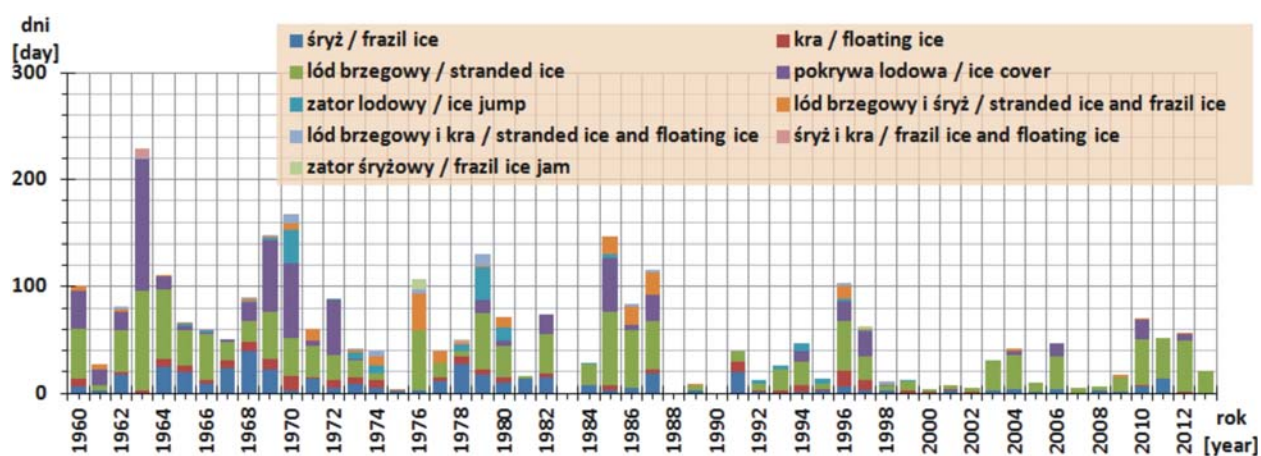 dni
[day]
śryż / frazil ice
kra / floating ice
lód brzegowy / stranded ice
pokrywa lodowa / ice cover
zator lodowy / ice jump
lód brzegowy i śryż / stranded ice and frazil ice
lód brzegowy i kra / stranded ice and floating ice
śryż i kra / frazil ice and floating ice
zator śryżowy / frazil ice jam
300
200
100
0
1960
1962
1964
1966
1968
1970
1972
1974
1976
1978
1980
1982
1984
1986
1988
1990
1992
1994
1996
1998
2000
2002
2004
2006
2008
2010
2012
rok
[year]